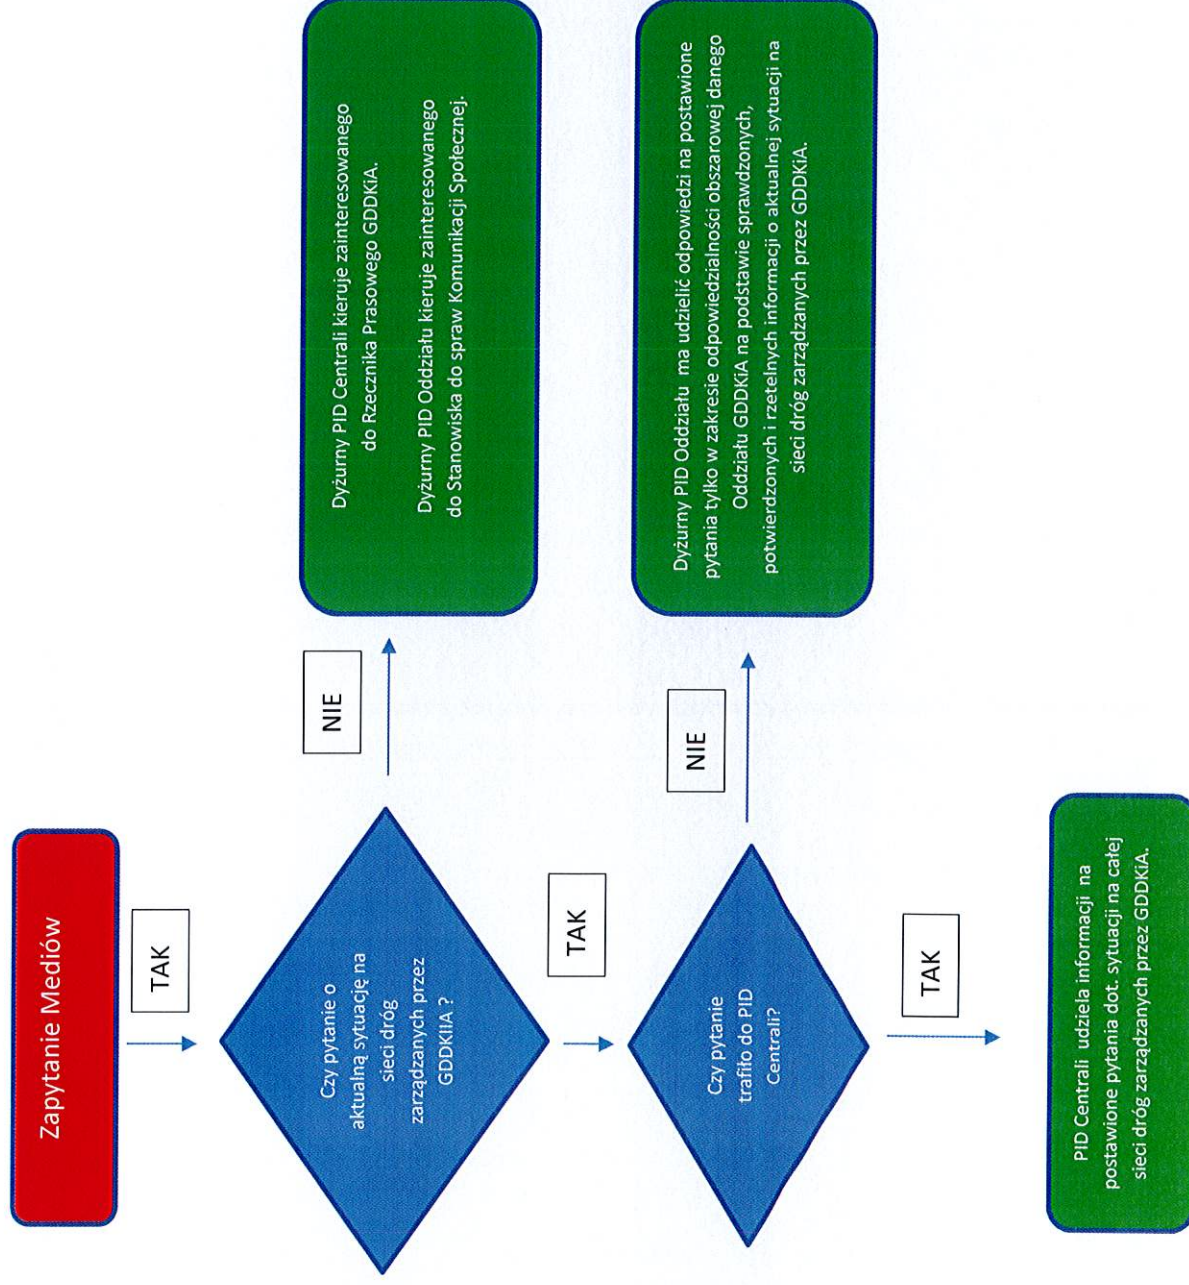 Zapytanie Mediów
TAK
Czy pytanie o
aktualną sytuację na
sieci dróg
zarządzanych przez
GDDKIIA ?
NIE
Dyżurny PID Centrali kieruje zainteresowanego
do Rzecznika Prasowego GDDKiA.
Dyżurny PID Oddziału kieruje zainteresowanego
do Stanowiska do spraw Komunikacji Społecznej.
TAK
Czy pytanie
trafiło do PID
Centrali?
NIE
Dyżurny PID Oddziału ma udzielić odpowiedzi na postawione
pytania tylko w zakresie odpowiedzialności obszarowej danego
Oddziału GDDKiA na podstawie sprawdzonych,
potwierdzonych i rzetelnych informacji o aktualnej sytuacji na
sieci dróg zarządzanych przez GDDKiA.
TAK
PID Centrali udziela informacji na
postawione pytania dot. sytuacji na całej
sieci dróg zarządzanych przez GDDKiA.